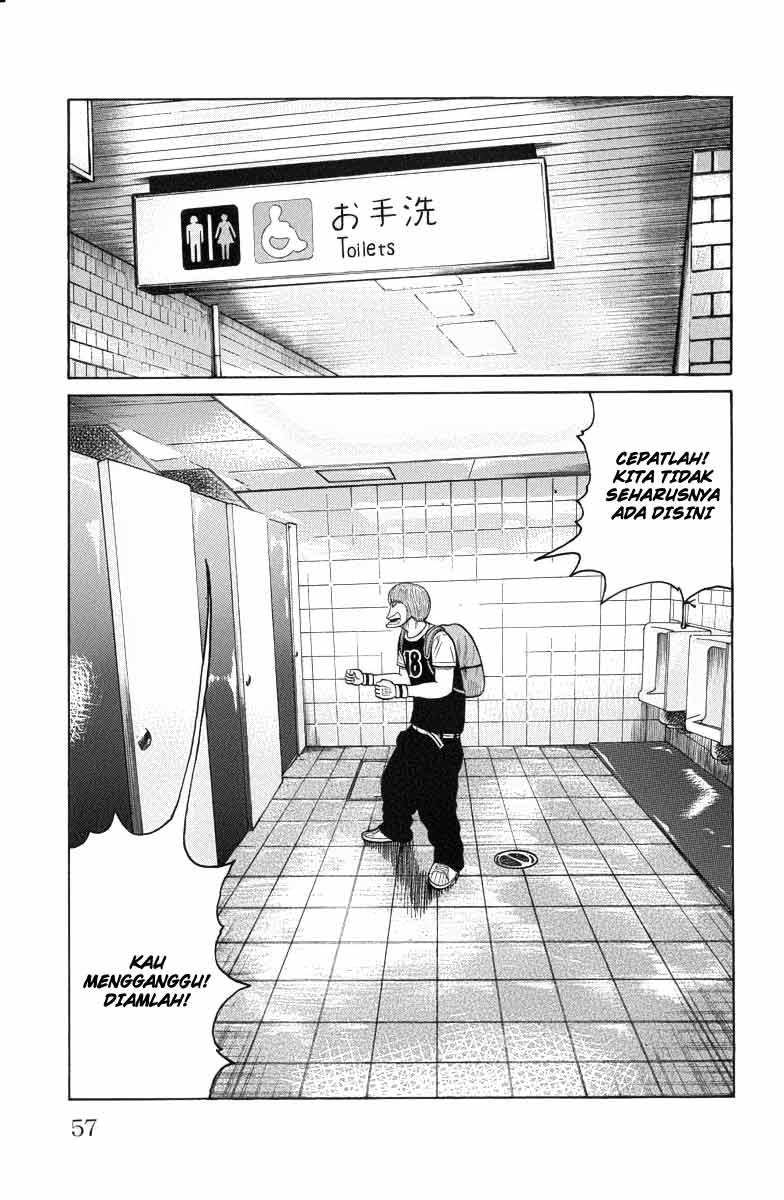 お手洗
Toilets
CEPATLAH!
KITA TIDAK
SEHARUSNYA
ADA DISINI
18
KAU
MENGGANGGU!
DIAMLAH!
57